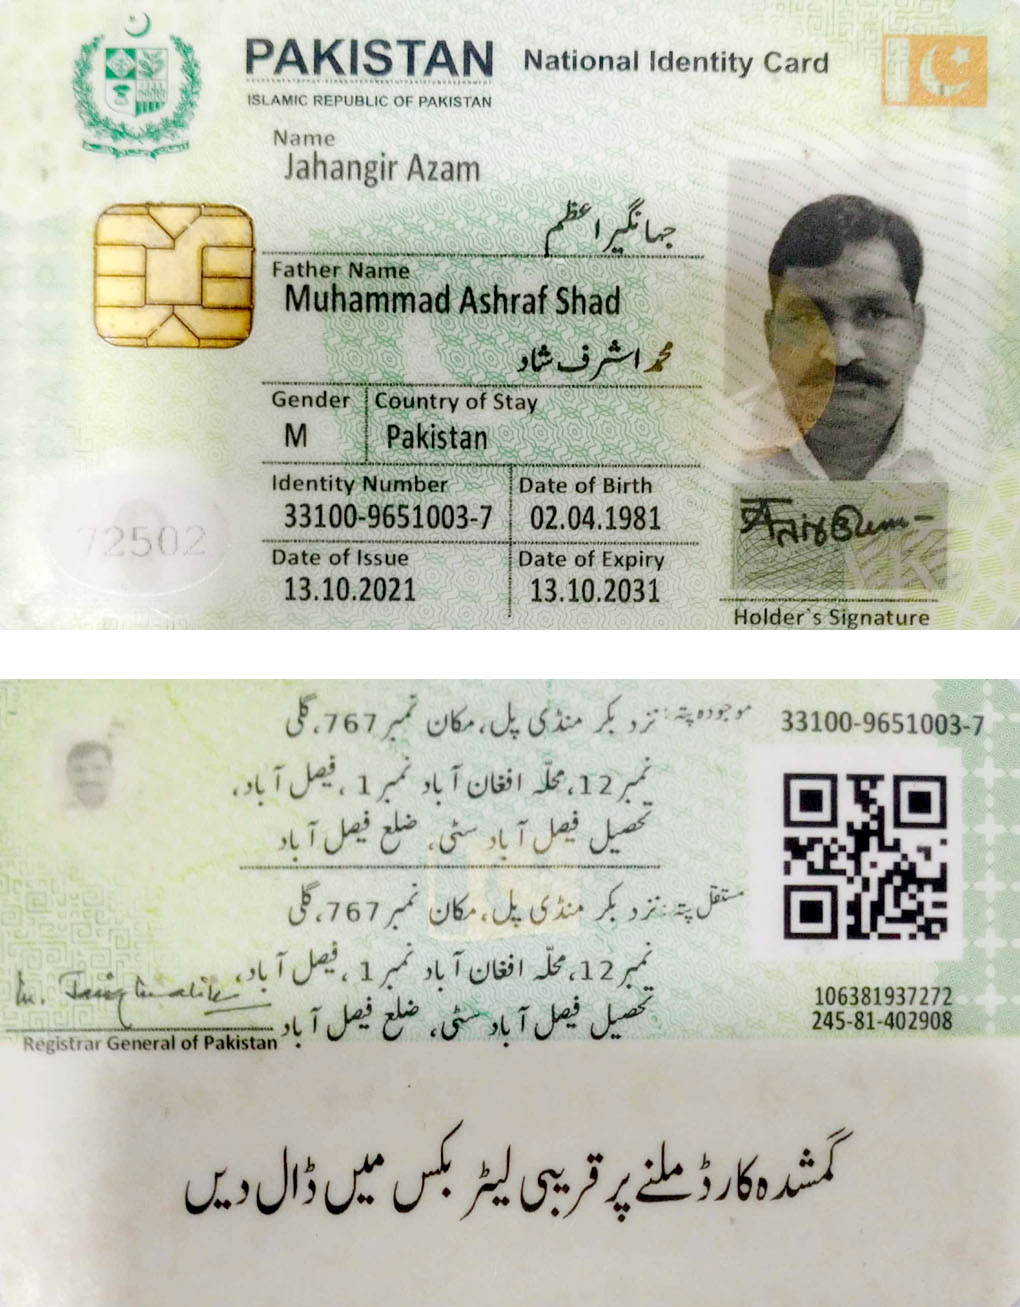 PAKISTAN National Identity Card
ISLAMIC REPUBLIC OF PAKISTAN
Name
Jahangir Azam
جہانگیر اعظم
Father Name
Muhammad Ashraf Shad
محمد اشرف شاد
Gender Country of Stay
M Pakistan
Identity Number Date of Birth
33100-9651003-7 02.04.1981
72502
Date of Issue Date of Expiry
13.10.2021 13.10.2031
Holder`s Signature
موجودہ پتہ: نزد بکر منڈی پل، مکان نمبر 767، گلی
33100-9651003-7
نمبر 12، محلّہ افغان آباد نمبر 1، فیصل آباد،
تحصیل فیصل آباد سٹی، ضلع فیصل آباد
مستقل پتہ: نزد بکر منڈی پل، مکان نمبر 767، گلی
نمبر 12، محلّہ افغان آباد نمبر 1، فیصل آباد،
تحصیل فیصل آباد سٹی، ضلع فیصل آباد
106381937272
245-81-402908
Registrar General of Pakistan
گمشدہ کارڈ ملنے پر قریبی لیٹر بکس میں ڈال دیں